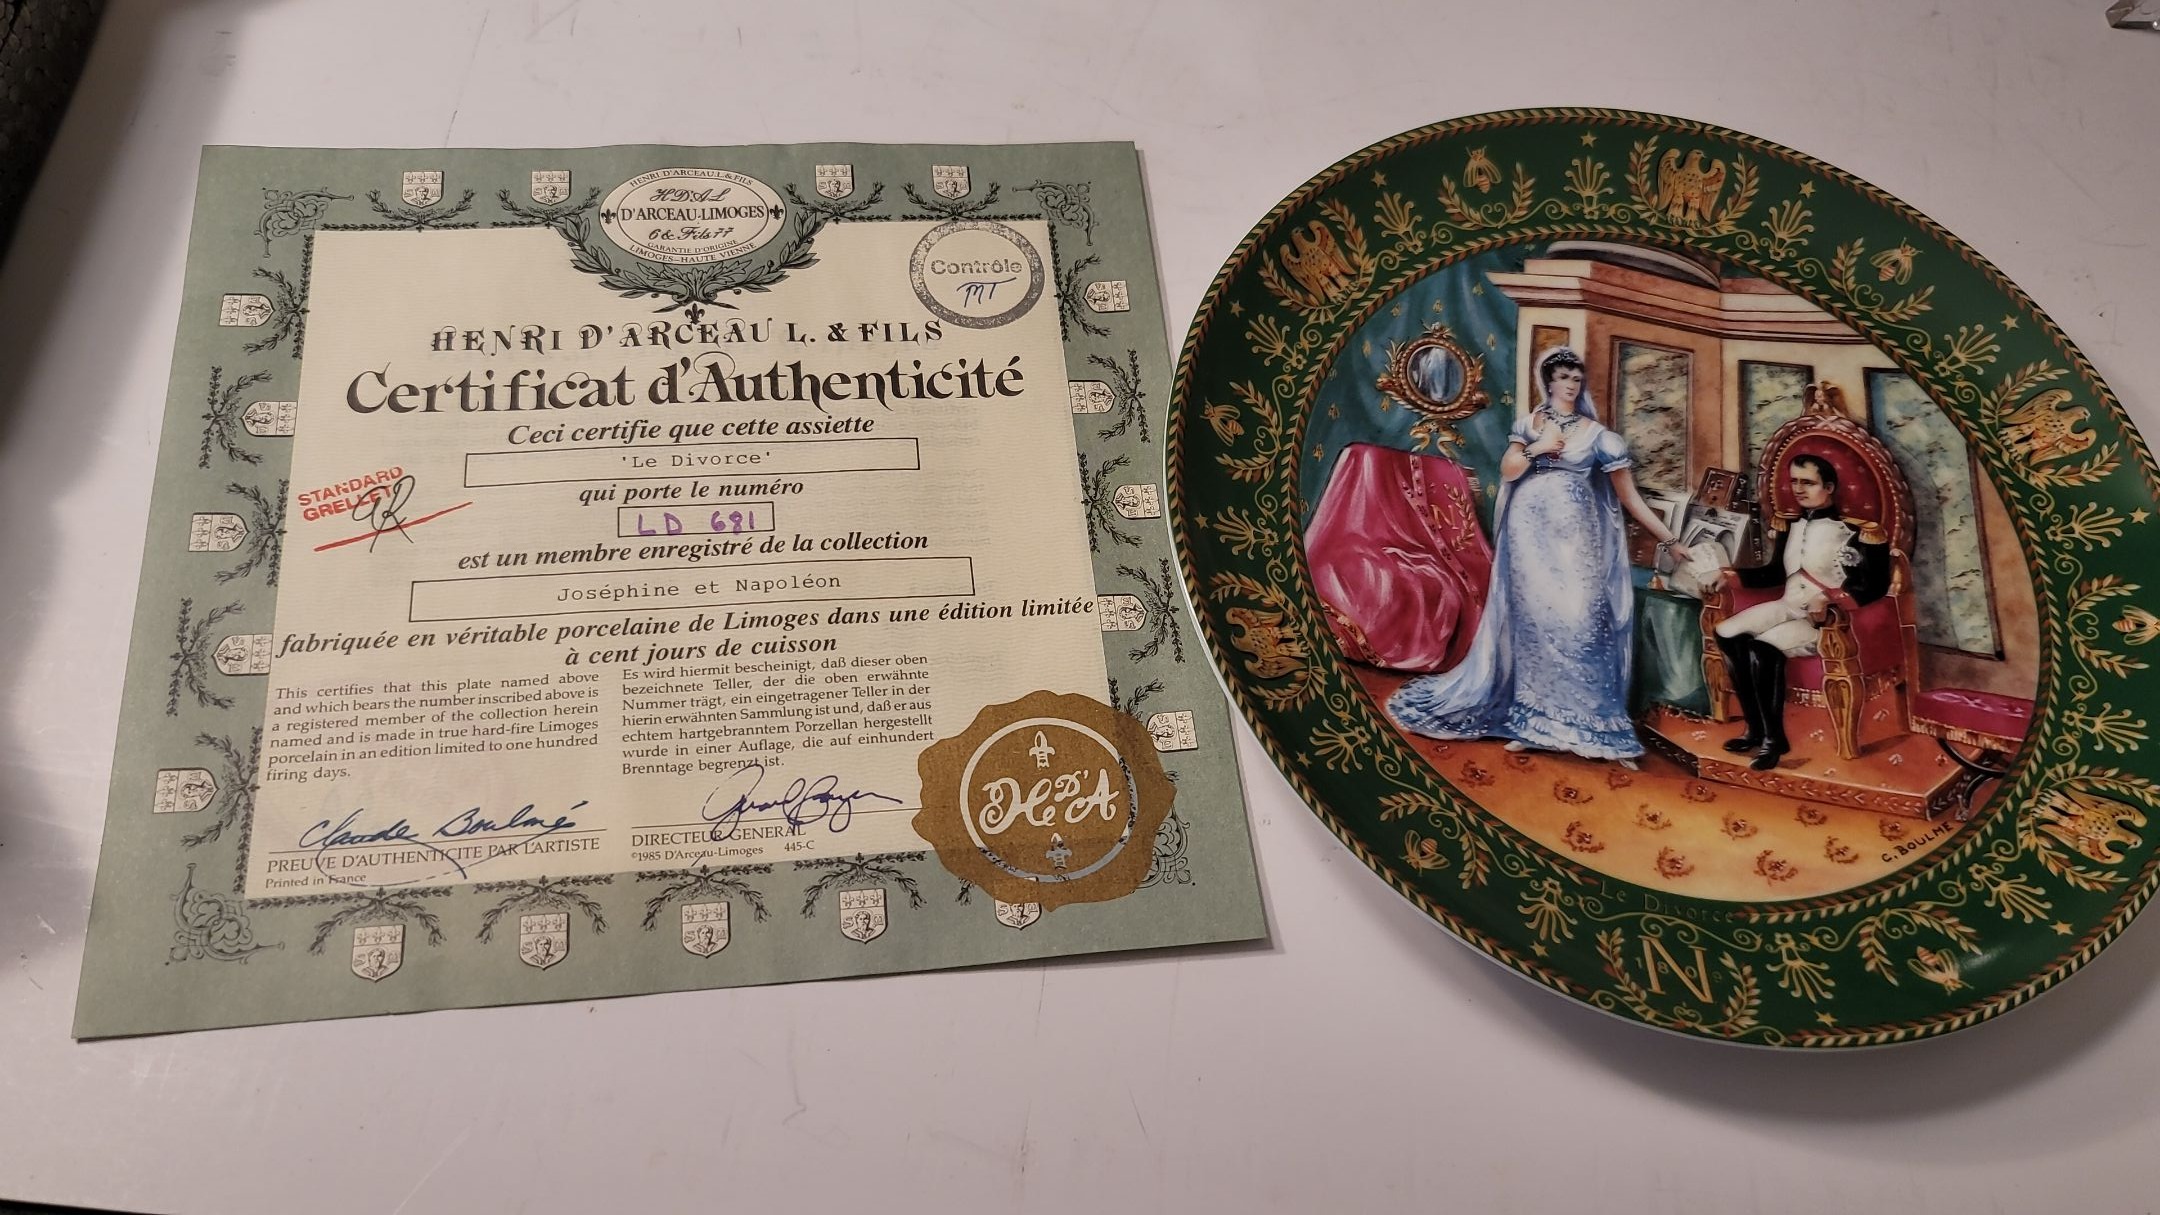 HENRI D'ARCEAU.L.& FILS
H.D'A.L
D'ARCEAU-LIMOGES
6 & Fils 77
GARANTIE D'ORIGINE
LIMOGES-HAUTE VIENNE
Contrôle
MT
HENRI D'ARCEAU L. & FILS
Certificat d'Authenticité
Ceci certifie que cette assiette
'Le Divorce'
qui porte le numéro
LD 681
STANDARD
GRELLET
est un membre enregistré de la collection
Joséphine et Napoléon
fabriquée en véritable porcelaine de Limoges dans une édition limitée
à cent jours de cuisson
This certifies that this plate named above
and which bears the number inscribed above is
a registered member of the collection herein
named and is made in true hard-fire Limoges
porcelain in an edition limited to one hundred
firing days.
Es wird hiermit bescheinigt, daß dieser oben
bezeichnete Teller, der die oben erwähnte
Nummer trägt, ein eingetragener Teller in der
hierin erwähnten Sammlung ist und, daß er aus
echtem hartgebranntem Porzellan hergestellt
wurde in einer Auflage, die auf einhundert
Brenntage begrenzt ist.
Claude Boulmé
PREUVE D'AUTHENTICITE PAR L'ARTISTE
Printed in France
DIRECTEUR GENERAL
©1985 D'Arceau-Limoges 445-C
H D'A
N
C. BOULME
Le Divorce
N
1809